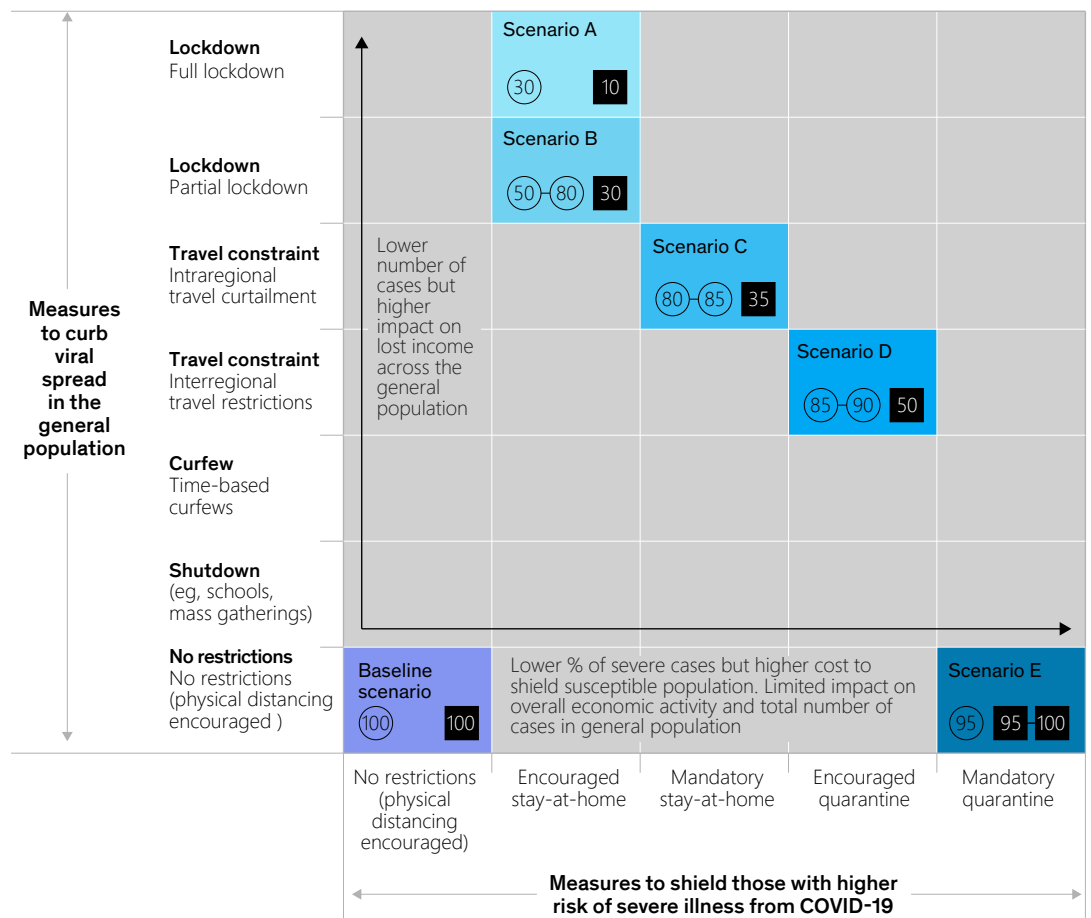 Measures
to curb
viral
spread
in the
general
population
Lockdown
Full lockdown
Scenario A
30 10
Lockdown
Partial lockdown
Scenario B
50 80 30
Travel constraint
Intraregional
travel curtailment
Lower
number of
cases but
higher
impact on
lost income
across the
general
population
Scenario C
80 85 35
Travel constraint
Interregional
travel restrictions
Scenario D
85 90 50
Curfew
Time-based
curfews
Shutdown
(eg, schools,
mass gatherings)
No restrictions
No restrictions
(physical distancing
encouraged )
Baseline
scenario
100 100
Lower % of severe cases but higher cost to
shield susceptible population. Limited impact on
overall economic activity and total number of
cases in general population
Scenario E
95 95 100
No restrictions
(physical
distancing
encouraged)
Encouraged
stay-at-home
Mandatory
stay-at-home
Encouraged
quarantine
Mandatory
quarantine
Measures to shield those with higher
risk of severe illness from COVID-19